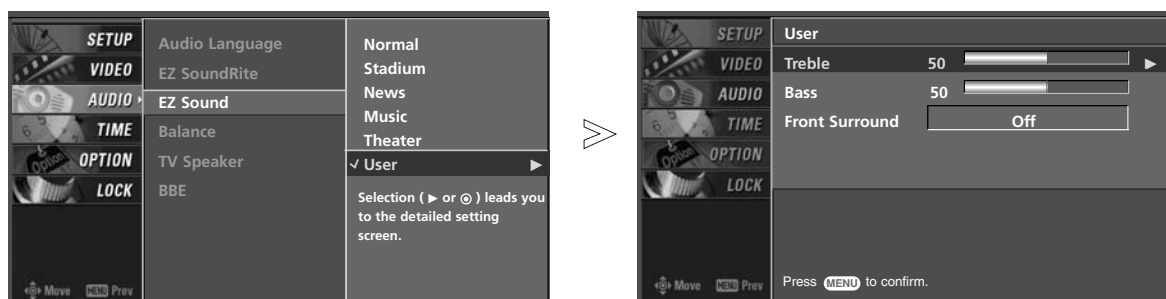 SETUP
VIDEO
AUDIO
TIME
OPTION
LOCK
Move MENU Prev
Audio Language
EZ SoundRite
EZ Sound
Balance
TV Speaker
BBE
Normal
Stadium
News
Music
Theater
✓ User ▶
Selection ( ▶ or ◉ ) leads you
to the detailed setting
screen.
SETUP
VIDEO
AUDIO
TIME
OPTION
LOCK
Move MENU Prev
User
Treble 50 ▶
Bass 50
Front Surround Off
Press MENU to confirm.